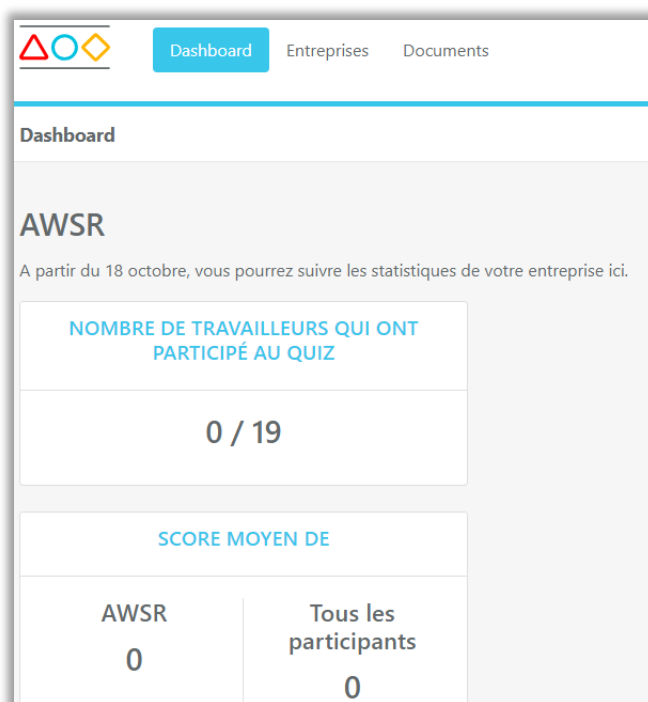 Dashboard Entreprises Documents
Dashboard
AWSR
A partir du 18 octobre, vous pourrez suivre les statistiques de votre entreprise ici.
NOMBRE DE TRAVAILLEURS QUI ONT
PARTICIPÉ AU QUIZ
0 / 19
SCORE MOYEN DE
AWSR
0
Tous les
participants
0